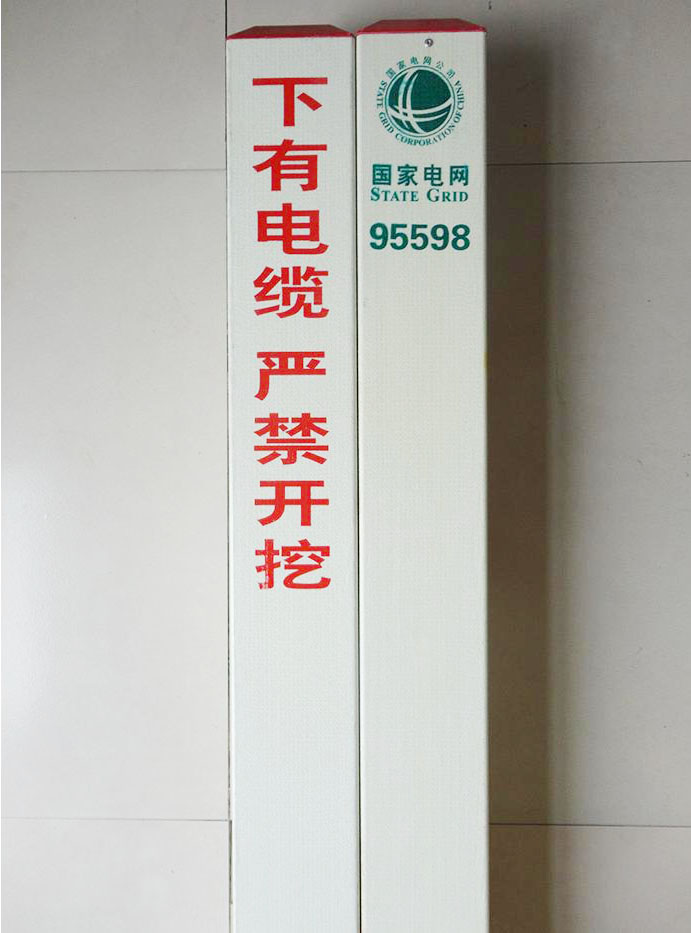 下有电缆 严禁开挖
国家电网公司
STATE GRID CORPORATION OF CHINA
国家电网
STATE GRID
95598